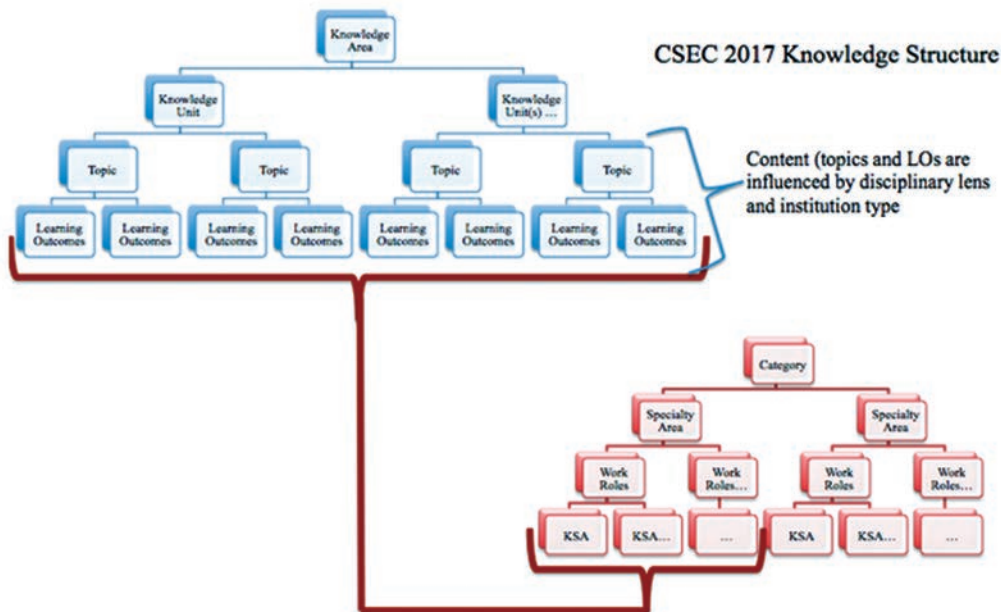 Knowledge
Area
CSEC 2017 Knowledge Structure
Knowledge
Unit
Knowledge
Unit(s) ...
Topic
Topic
Topic
Topic
Content (topics and LOs are
influenced by disciplinary lens
and institution type
Learning
Outcomes
Learning
Outcomes
Learning
Outcomes
Learning
Outcomes
Learning
Outcomes
Learning
Outcomes
Learning
Outcomes
Learning
Outcomes
Category
Specialty
Area
Specialty
Area
Work
Roles
Work
Roles...
Work
Roles
Work
Roles...
KSA
KSA...
...
KSA
KSA...
...